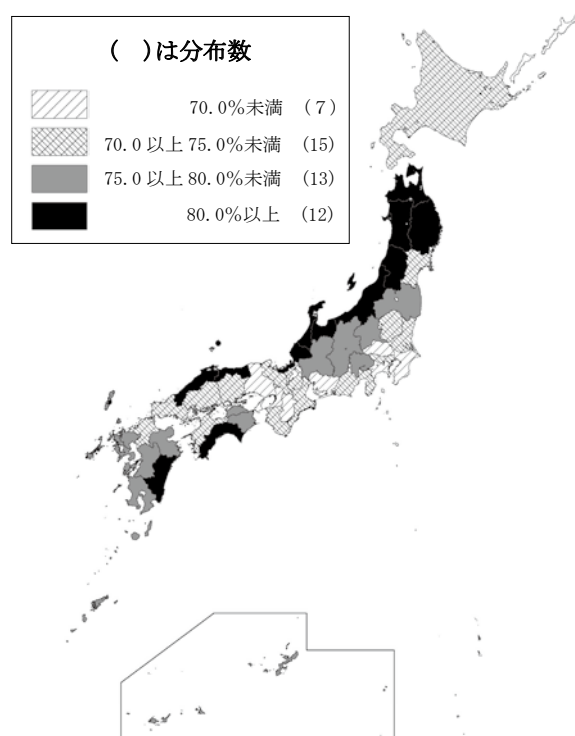 (　)は分布数
70.0%未満 (7)
70.0以上75.0%未満 (15)
75.0以上80.0%未満 (13)
80.0%以上 (12)